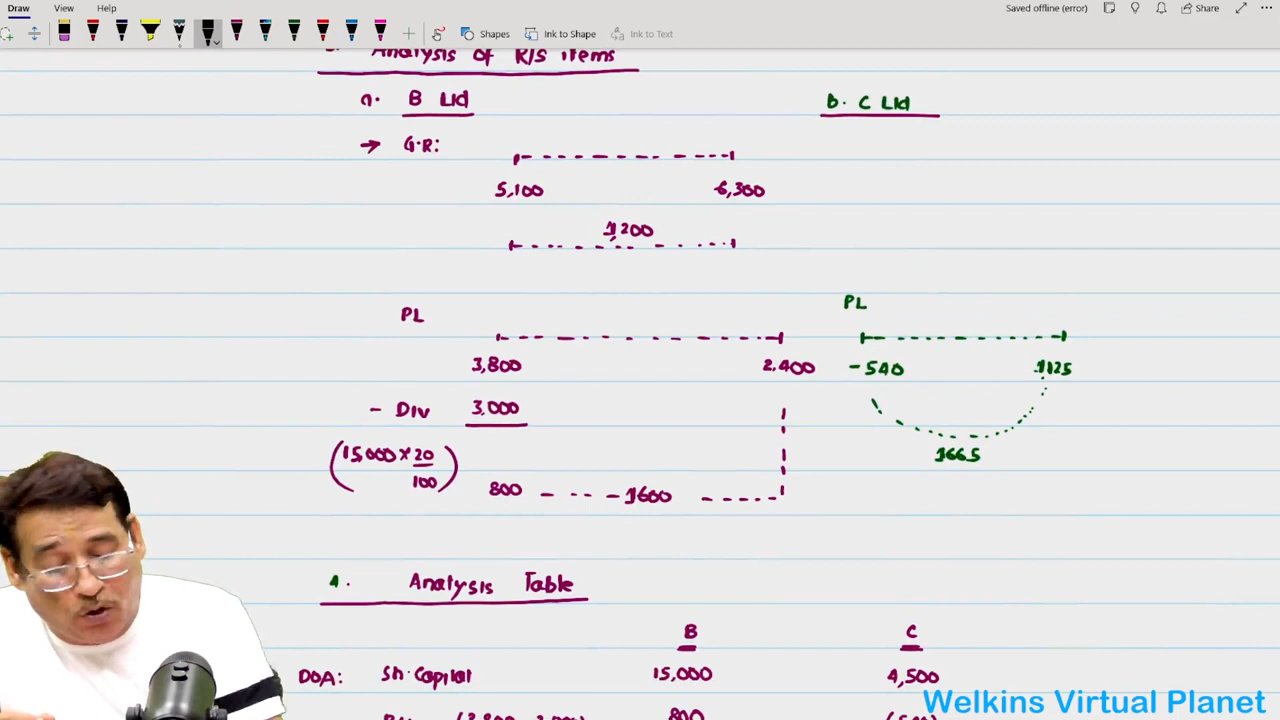 Draw View Help Saved offline (error) Share
Shapes Ink to Shape Ink to Text
Analysis of R/S items
a. B Ltd b. C Ltd
→ G.R:
5,100 6,300
1,200
PL PL
3,800 2,400 -540 1125
- Div 3,000
(15,000 × 20/100) 1665
800 1600
4. Analysis Table
B C
DOA: Sh. Capital 15,000 4,500
800
Welkins Virtual Planet